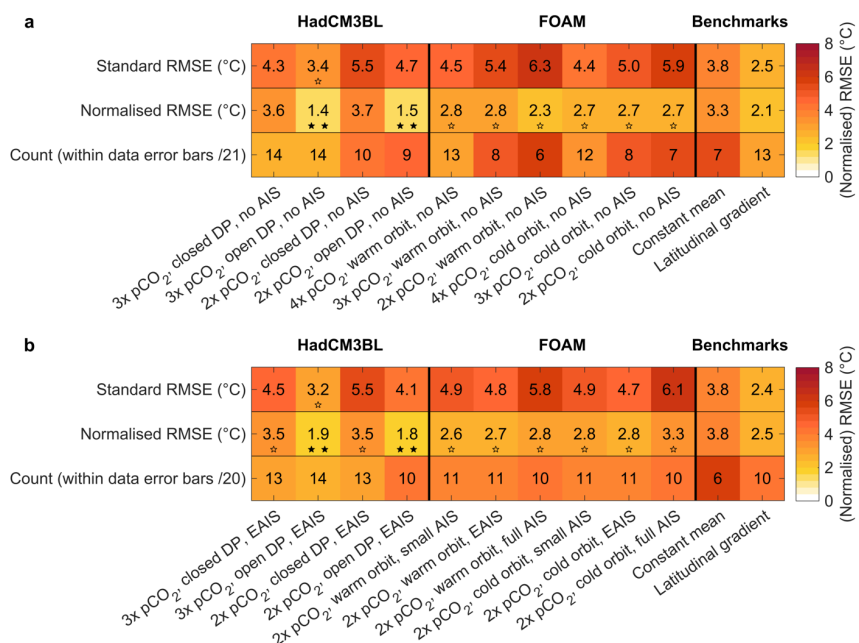 a
HadCM3BL FOAM Benchmarks
Standard RMSE (°C) 4.3 3.4 5.5 4.7 4.5 5.4 6.3 4.4 5.0 5.9 3.8 2.5
☆
Normalised RMSE (°C) 3.6 1.4 3.7 1.5 2.8 2.8 2.3 2.7 2.7 2.7 3.3 2.1
★★ ★★ ☆ ☆ ☆ ☆ ☆ ☆
Count (within data error bars /21) 14 14 10 9 13 8 6 12 8 7 7 13
3x pCO₂, closed DP, no AIS
3x pCO₂, open DP, no AIS
2x pCO₂, closed DP, no AIS
2x pCO₂, open DP, no AIS
4x pCO₂, warm orbit, no AIS
3x pCO₂, warm orbit, no AIS
2x pCO₂, warm orbit, no AIS
4x pCO₂, cold orbit, no AIS
3x pCO₂, cold orbit, no AIS
2x pCO₂, cold orbit, no AIS
Constant mean
Latitudinal gradient
8
6
4
2
0
(Normalised) RMSE (°C)
b
HadCM3BL FOAM Benchmarks
Standard RMSE (°C) 4.5 3.2 5.5 4.1 4.9 4.8 5.8 4.9 4.7 6.1 3.8 2.4
☆
Normalised RMSE (°C) 3.5 1.9 3.5 1.8 2.6 2.7 2.8 2.8 2.8 3.3 3.8 2.5
☆ ★★ ☆ ★★ ☆ ☆ ☆ ☆ ☆ ☆
Count (within data error bars /20) 13 14 13 10 11 11 10 11 11 10 6 10
3x pCO₂, closed DP, EAIS
3x pCO₂, open DP, EAIS
2x pCO₂, closed DP, EAIS
2x pCO₂, open DP, EAIS
2x pCO₂, warm orbit, small AIS
2x pCO₂, warm orbit, EAIS
2x pCO₂, warm orbit, full AIS
2x pCO₂, cold orbit, small AIS
2x pCO₂, cold orbit, EAIS
2x pCO₂, cold orbit, full AIS
Constant mean
Latitudinal gradient
8
6
4
2
0
(Normalised) RMSE (°C)